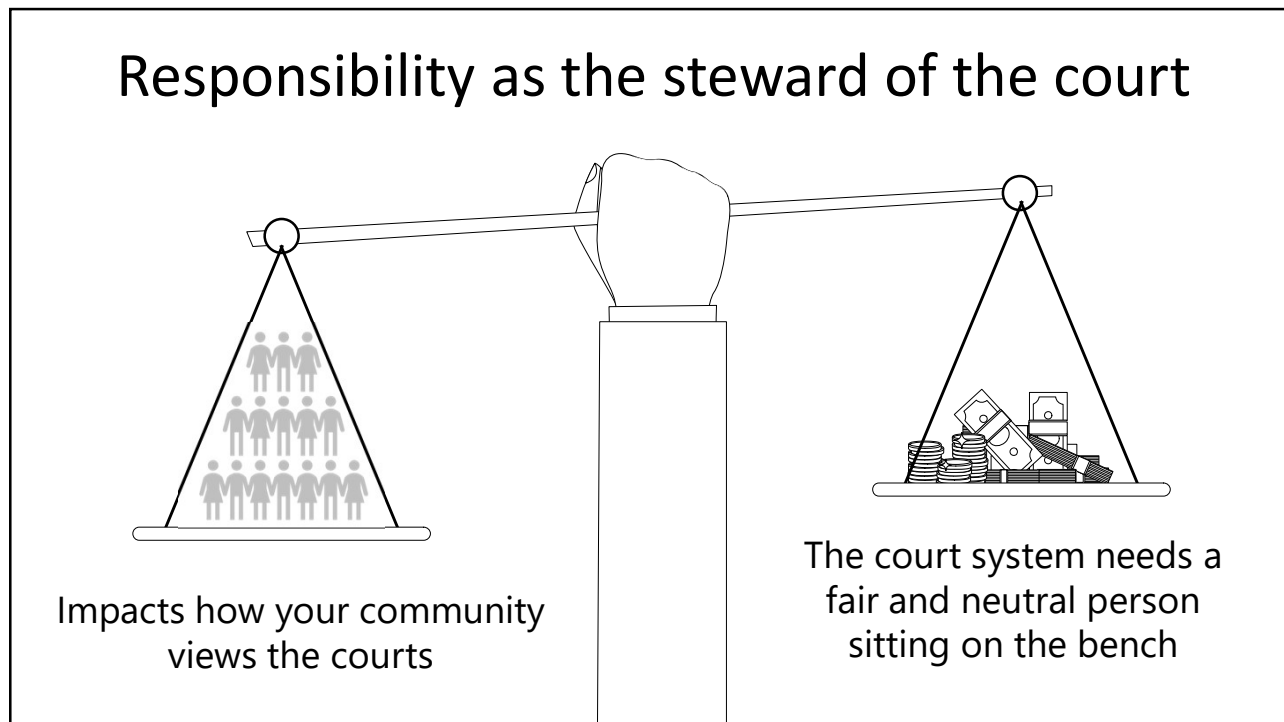 Responsibility as the steward of the court
Impacts how your community
views the courts
The court system needs a
fair and neutral person
sitting on the bench